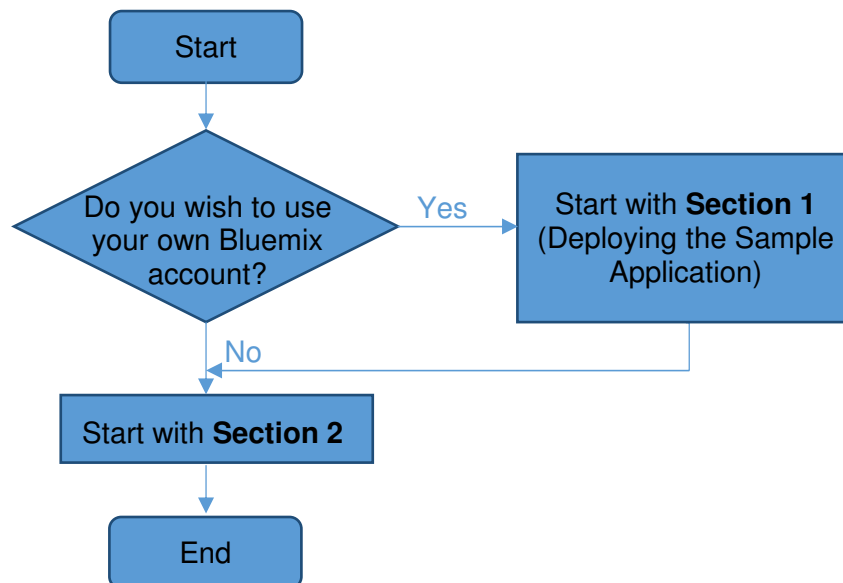 Start
Do you wish to use
your own Bluemix
account?
Yes
Start with Section 1
(Deploying the Sample
Application)
No
Start with Section 2
End